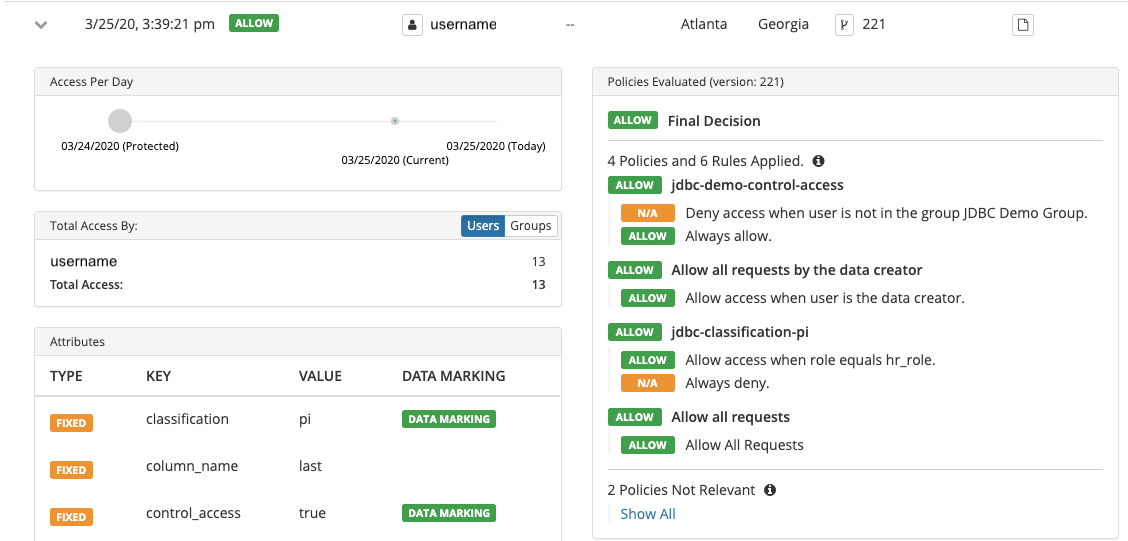 3/25/20, 3:39:21 pm ALLOW username -- Atlanta Georgia 221
Access Per Day
03/24/2020 (Protected)
03/25/2020 (Today)
03/25/2020 (Current)
Total Access By:
Users Groups
username 13
Total Access: 13
Attributes
TYPE KEY VALUE DATA MARKING
FIXED classification pi DATA MARKING
FIXED column_name last
FIXED control_access true DATA MARKING
Policies Evaluated (version: 221)
ALLOW Final Decision
4 Policies and 6 Rules Applied.
ALLOW jdbc-demo-control-access
N/A Deny access when user is not in the group JDBC Demo Group.
ALLOW Always allow.
ALLOW Allow all requests by the data creator
ALLOW Allow access when user is the data creator.
ALLOW jdbc-classification-pi
ALLOW Allow access when role equals hr_role.
N/A Always deny.
ALLOW Allow all requests
ALLOW Allow All Requests
2 Policies Not Relevant
Show All